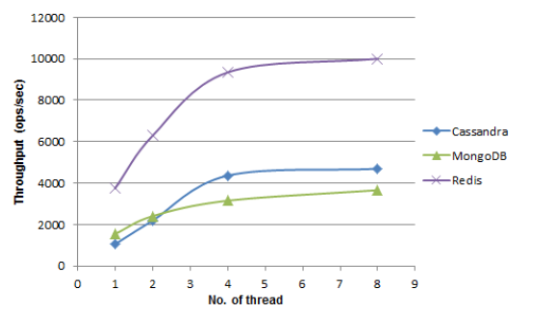 12000
10000
8000
6000
4000
2000
0
Throughput (ops/sec)
0 1 2 3 4 5 6 7 8 9
No. of thread
Cassandra
MongoDB
Redis